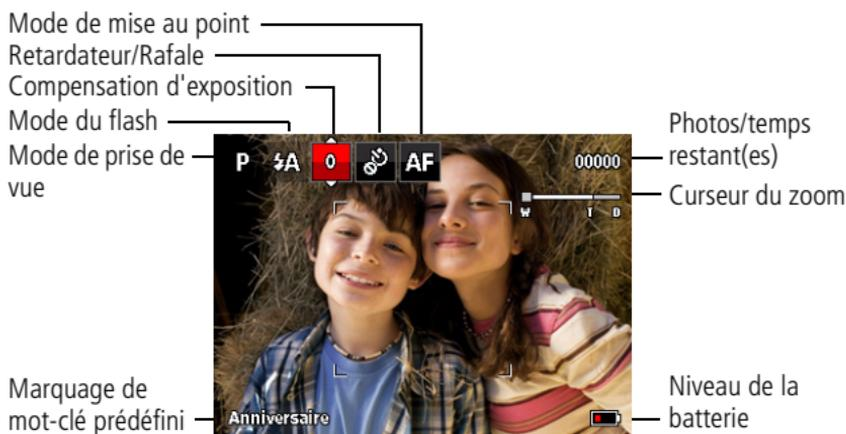 Mode de mise au point
Retardateur/Rafale
Compensation d'exposition
Mode du flash
Mode de prise de
vue
P A 0 AF
00000
W T D
Photos/temps
restant(es)
Curseur du zoom
Marquage de
mot-clé prédéfini
Anniversaire
Niveau de la
batterie